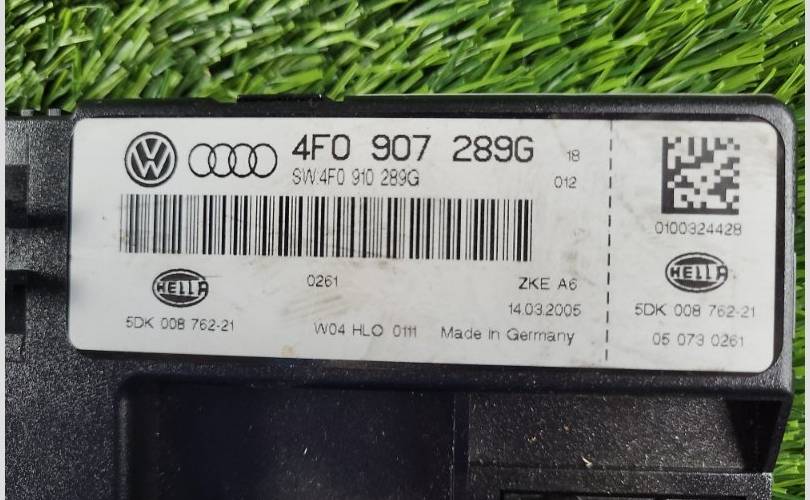 4F0 907 289G 18
SW:4F0 910 289G 012
0261 ZKE A6
14.03.2005
HELLA
5DK 008 762-21
W04 HLO 0111 Made in Germany
0100324428
HELLA
5DK 008 762-21
05 073 0261